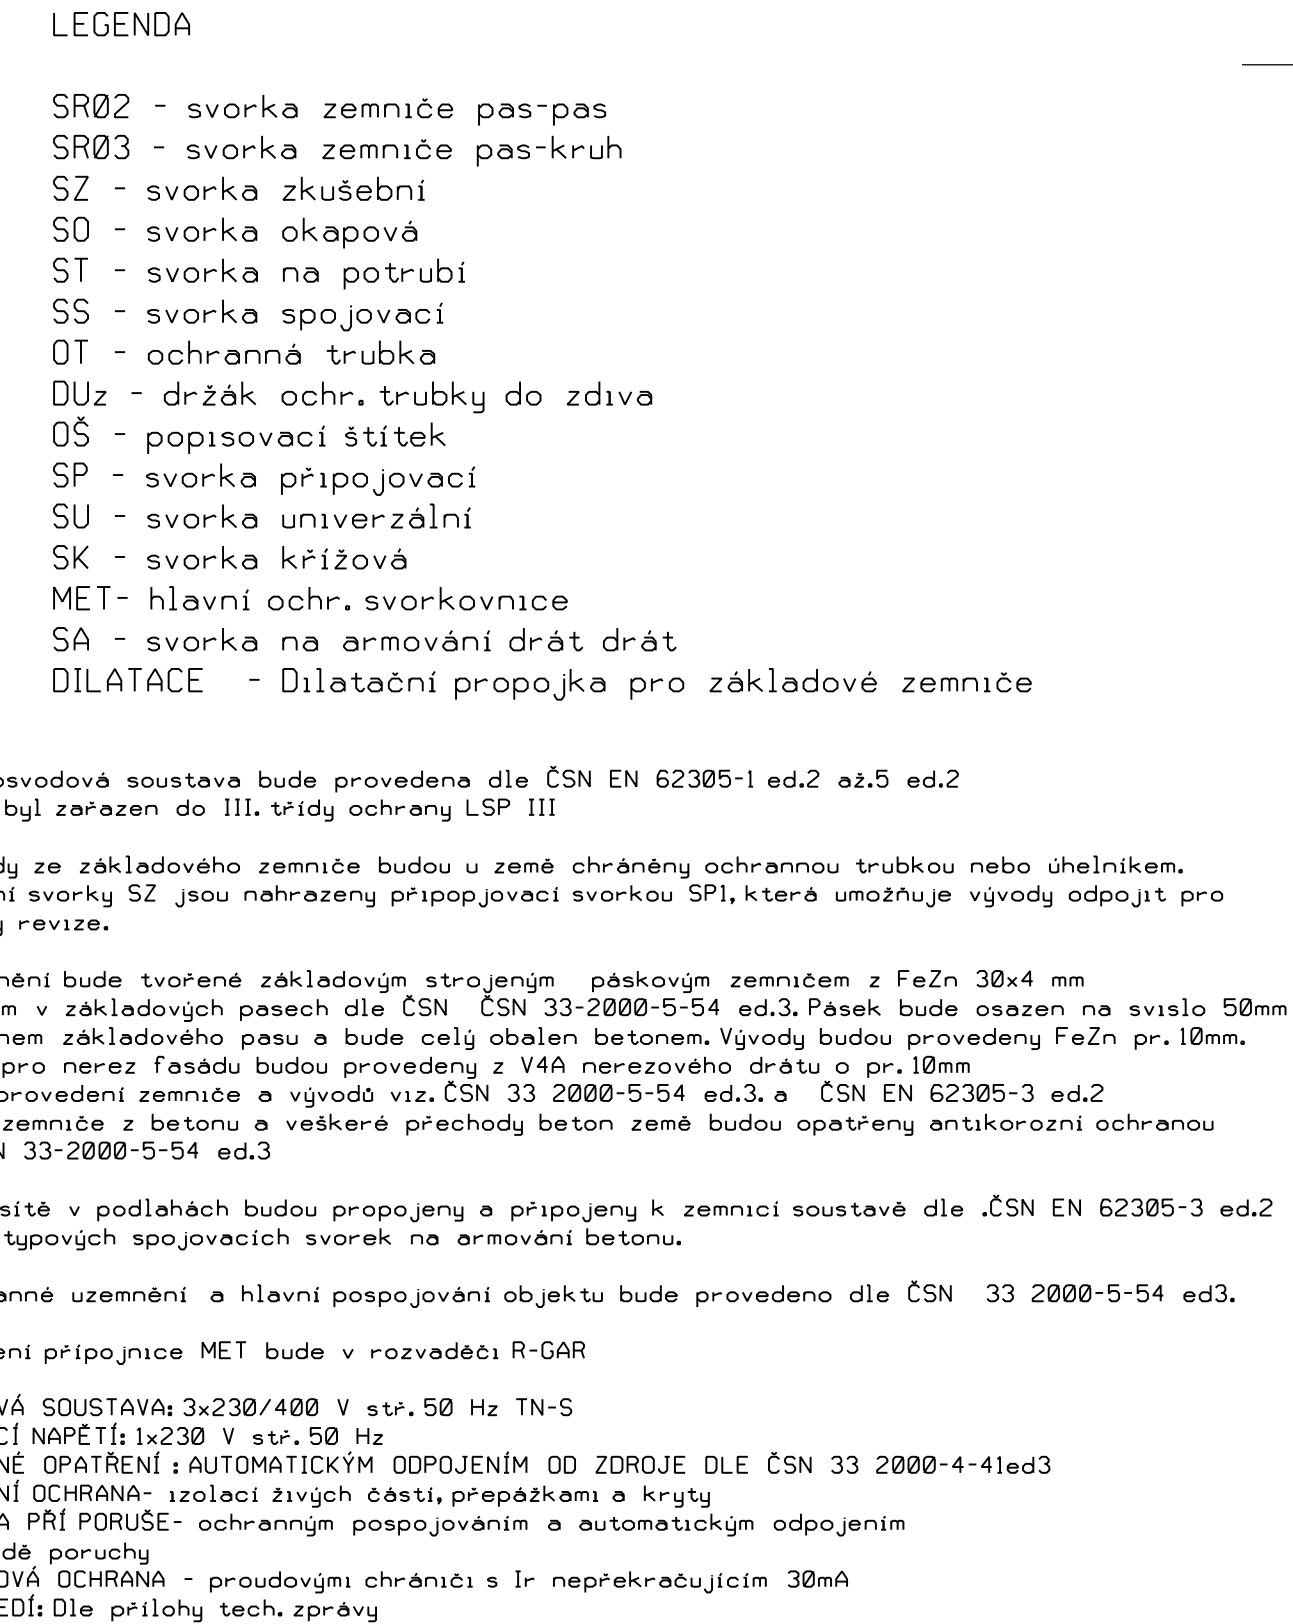 LEGENDA
SR02 - svorka zemniče pas-pas
SR03 - svorka zemniče pas-kruh
SZ - svorka zkušební
SO - svorka okapová
ST - svorka na potrubí
SS - svorka spojovací
OT - ochranná trubka
DUz - držák ochr. trubky do zdiva
OŠ - popisovací štítek
SP - svorka připojovací
SU - svorka univerzální
SK - svorka křížová
MET- hlavní ochr. svorkovnice
SA - svorka na armování drát drát
DILATACE - Dilatační propojka pro základové zemniče
osvodová soustava bude provedena dle ČSN EN 62305-1 ed.2 až.5 ed.2
byl zařazen do III. třídy ochrany LSP III
dy ze základového zemniče budou u země chráněny ochrannou trubkou nebo úhelníkem.
ní svorky SZ jsou nahrazeny připopjovací svorkou SP1, která umožňuje vývody odpojit pro
y revize.
nění bude tvořené základovým strojeným páskovým zemničem z FeZn 30x4 mm
m v základových pasech dle ČSN ČSN 33-2000-5-54 ed.3. Pásek bude osazen na svislo 50mm
nem základového pasu a bude celý obalen betonem. Vývody budou provedeny FeZn pr. 10mm.
pro nerez fasádu budou provedeny z V4A nerezového drátu o pr. 10mm
provedení zemniče a vývodů viz. ČSN 33 2000-5-54 ed.3. a ČSN EN 62305-3 ed.2
zemniče z betonu a veškeré přechody beton země budou opatřeny antikorozní ochranou
N 33-2000-5-54 ed.3
sítě v podlahách budou propojeny a připojeny k zemnicí soustavě dle .ČSN EN 62305-3 ed.2
typových spojovacích svorek na armování betonu.
anné uzemnění a hlavní pospojování objektu bude provedeno dle ČSN 33 2000-5-54 ed3.
ení přípojnice MET bude v rozvaděči R-GAR
VÁ SOUSTAVA: 3x230/400 V stř. 50 Hz TN-S
CÍ NAPĚTÍ: 1x230 V stř. 50 Hz
NÉ OPATŘENÍ : AUTOMATICKÝM ODPOJENÍM OD ZDROJE DLE ČSN 33 2000-4-41ed3
NÍ OCHRANA- izolací živých částí, přepážkami a kryty
A PŘÍ PORUŠE- ochranným pospojováním a automatickým odpojením
dě poruchy
OVÁ OCHRANA - proudovými chrániči s Ir nepřekračujícím 30mA
EDÍ: Dle přílohy tech. zprávy